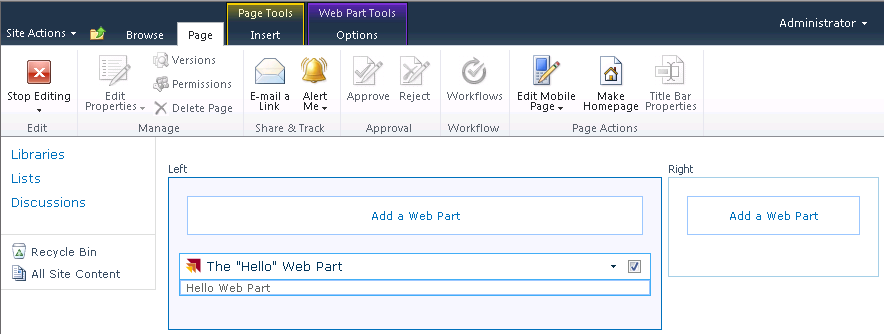 Site Actions Browse Page Page Tools Insert Web Part Tools Options Administrator
Stop Editing
Edit
Edit Properties
Versions
Permissions
Delete Page
Manage
E-mail a Link
Alert Me
Share & Track
Approve
Reject
Approval
Workflows
Workflow
Edit Mobile Page
Make Homepage
Title Bar Properties
Page Actions
Libraries
Lists
Discussions
Recycle Bin
All Site Content
Left
Add a Web Part
The "Hello" Web Part
Hello Web Part
Right
Add a Web Part